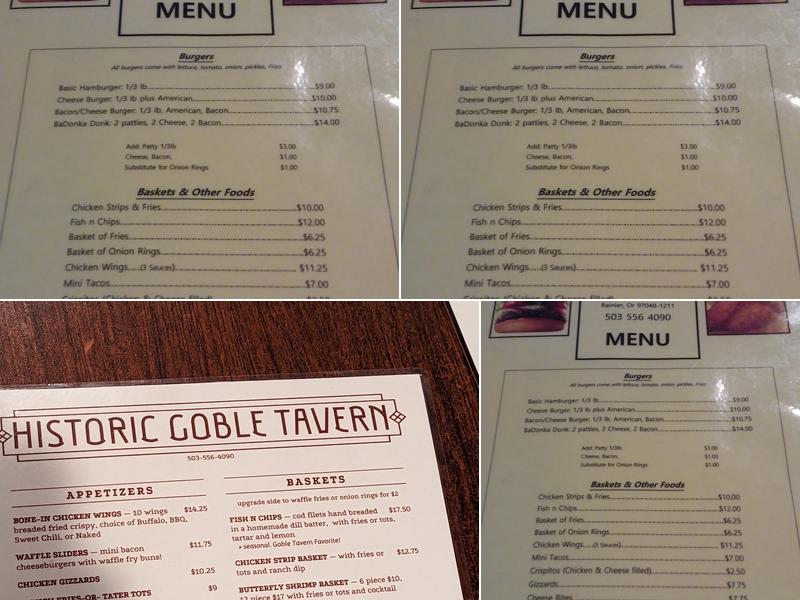 MENU
Burgers
All burgers come with lettuce, tomato, onion, pickles, Fries
Basic Hamburger: 1/3 lb $9.00
Cheese Burger: 1/3 lb plus American $10.00
Bacon/Cheese Burger: 1/3 lb, American, Bacon $10.75
BaDonka Donk: 2 patties, 2 Cheese, 2 Bacon $14.00
Add: Patty 1/3lb $3.00
Cheese, Bacon, $1.00
Substitute for Onion Rings $1.00
Baskets & Other Foods
Chicken Strips & Fries $10.00
Fish n Chips $12.00
Basket of Fries $6.25
Basket of Onion Rings $6.25
Chicken Wings (3 Sauces) $11.25
Mini Tacos $7.00
Crispitos (Chicken & Cheese filled) $2.50
MENU
Burgers
All burgers come with lettuce, tomato, onion, pickles, Fries
Basic Hamburger: 1/3 lb $9.00
Cheese Burger: 1/3 lb plus American $10.00
Bacon/Cheese Burger: 1/3 lb, American, Bacon $10.75
BaDonka Donk: 2 patties, 2 Cheese, 2 Bacon $14.00
Add: Patty 1/3lb $3.00
Cheese, Bacon, $1.00
Substitute for Onion Rings $1.00
Baskets & Other Foods
Chicken Strips & Fries $10.00
Fish n Chips $12.00
Basket of Fries $6.25
Basket of Onion Rings $6.25
Chicken Wings (3 Sauces) $11.25
Mini Tacos $7.00
Crispitos (Chicken & Cheese filled) $2.50
HISTORIC GOBLE TAVERN
503-556-4090
APPETIZERS
BONE-IN CHICKEN WINGS — 10 wings $14.25
breaded fried crispy, choice of Buffalo, BBQ,
Sweet Chili, or Naked
WAFFLE SLIDERS — mini bacon $11.75
cheeseburgers with waffle fry buns!
CHICKEN GIZZARDS $10.25
FRIES -OR- TATER TOTS $9
BASKETS
upgrade side to waffle fries or onion rings for $2
FISH N CHIPS — cod filets hand breaded $17.50
in a homemade dill batter, with fries or tots,
tartar and lemon
» seasonal. Goble Tavern Favorite!
CHICKEN STRIP BASKET — with fries or $12.75
tots and ranch dip
BUTTERFLY SHRIMP BASKET — 6 piece $10,
12 piece $17 with fries or tots and cocktail
Rainier, Or 97048-1211
503 556 4090
MENU
Burgers
All burgers come with lettuce, tomato, onion, pickles, Fries
Basic Hamburger: 1/3 lb $9.00
Cheese Burger: 1/3 lb plus American $10.00
Bacon/Cheese Burger: 1/3 lb, American, Bacon $10.75
BaDonka Donk: 2 patties, 2 Cheese, 2 Bacon $14.00
Add: Patty 1/3lb $3.00
Cheese, Bacon, $1.00
Substitute for Onion Rings $1.00
Baskets & Other Foods
Chicken Strips & Fries $10.00
Fish n Chips $12.00
Basket of Fries $6.25
Basket of Onion Rings $6.25
Chicken Wings (3 Sauces) $11.25
Mini Tacos $7.00
Crispitos (Chicken & Cheese filled) $2.50
Gizzards $7.75
Cheese Bites $7.75